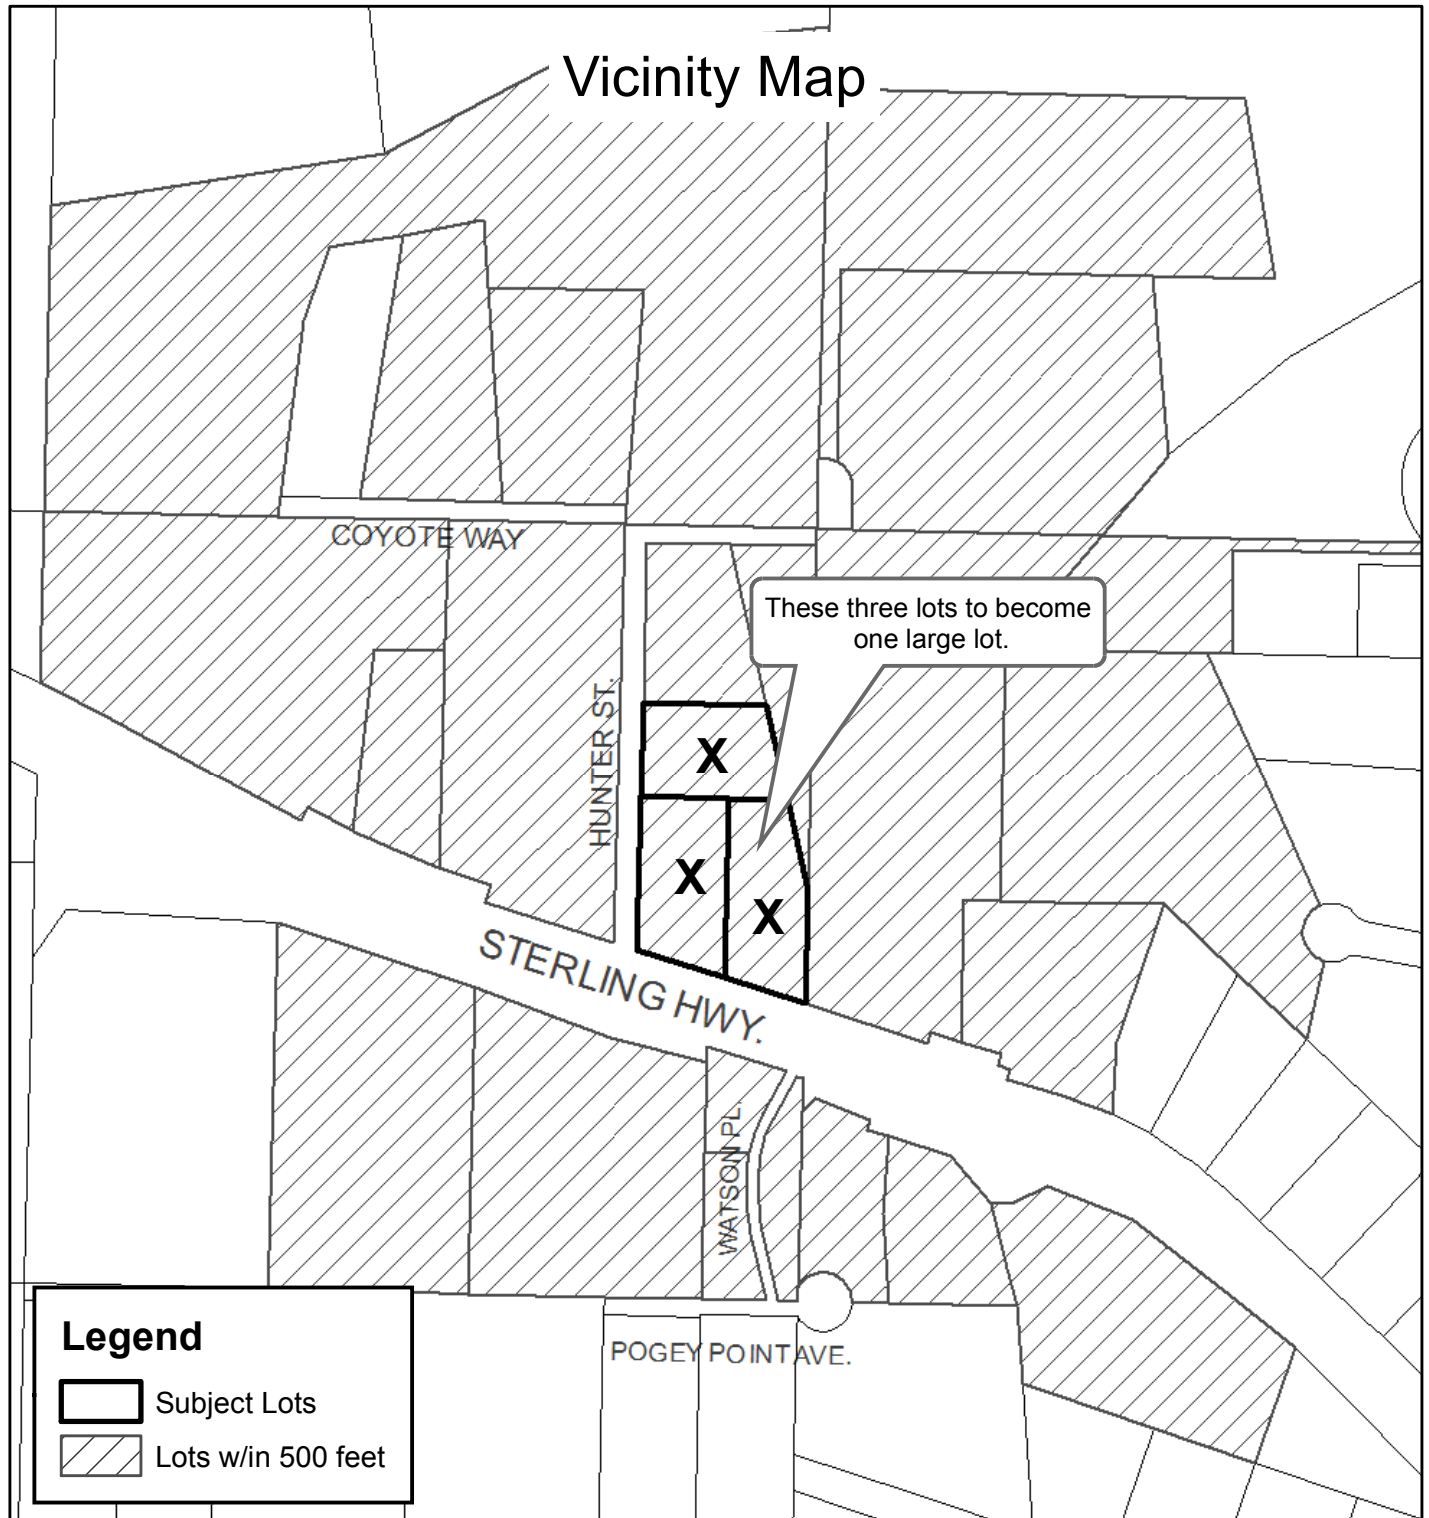 Vicinity Map
COYOTE WAY
These three lots to become
one large lot.
HUNTER ST.
X
X
X
STERLING HWY.
WATSON PL.
POGEY POINT AVE.
Legend
Subject Lots
Lots w/in 500 feet